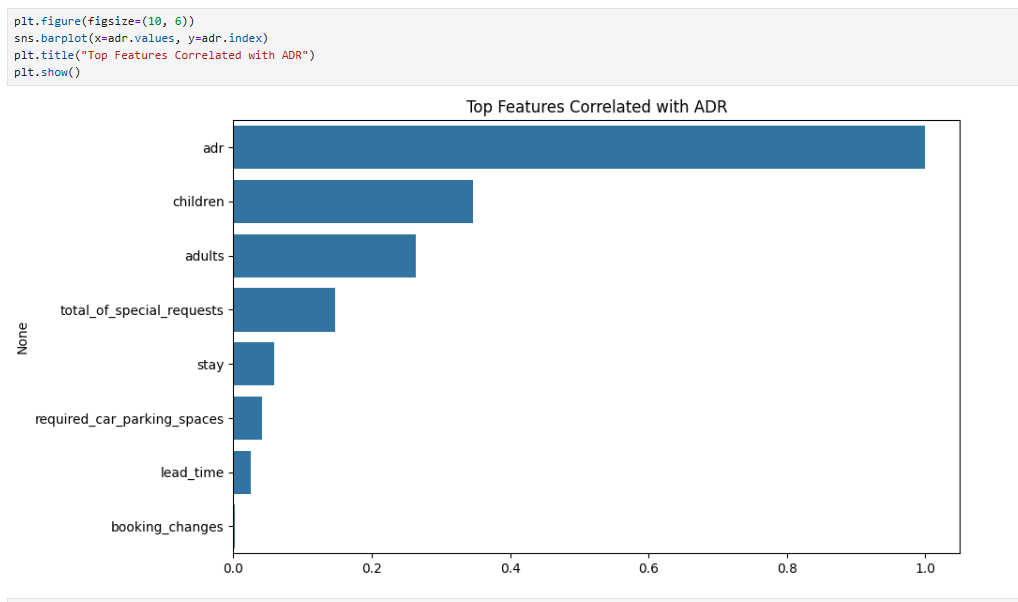 plt.figure(figsize=(10, 6))
sns.barplot(x=adr.values, y=adr.index)
plt.title("Top Features Correlated with ADR")
plt.show()
Top Features Correlated with ADR
adr
children
adults
total_of_special_requests
None
stay
required_car_parking_spaces
lead_time
booking_changes
0.0 0.2 0.4 0.6 0.8 1.0